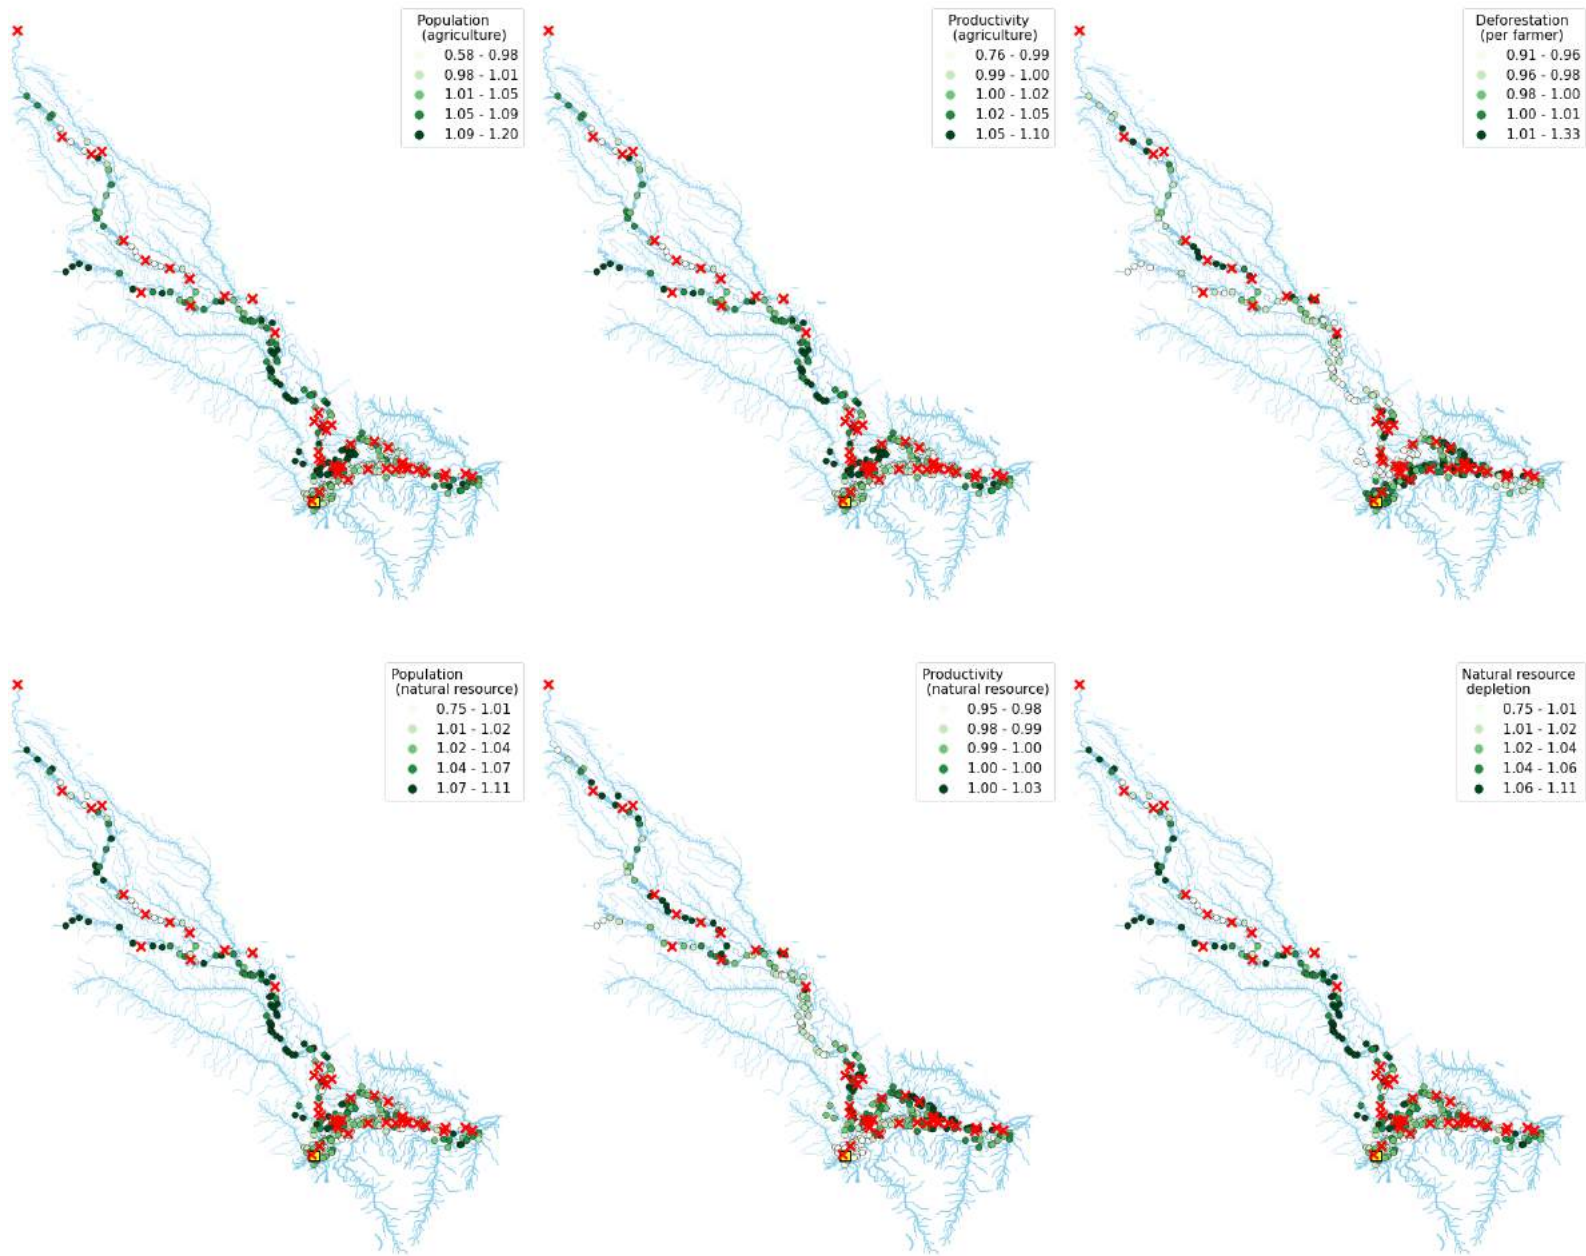 Population
(agriculture)
0.58 - 0.98
0.98 - 1.01
1.01 - 1.05
1.05 - 1.09
1.09 - 1.20
Productivity
(agriculture)
0.76 - 0.99
0.99 - 1.00
1.00 - 1.02
1.02 - 1.05
1.05 - 1.10
Deforestation
(per farmer)
0.91 - 0.96
0.96 - 0.98
0.98 - 1.00
1.00 - 1.01
1.01 - 1.33
Population
(natural resource)
0.75 - 1.01
1.01 - 1.02
1.02 - 1.04
1.04 - 1.07
1.07 - 1.11
Productivity
(natural resource)
0.95 - 0.98
0.98 - 0.99
0.99 - 1.00
1.00 - 1.00
1.00 - 1.03
Natural resource
depletion
0.75 - 1.01
1.01 - 1.02
1.02 - 1.04
1.04 - 1.06
1.06 - 1.11